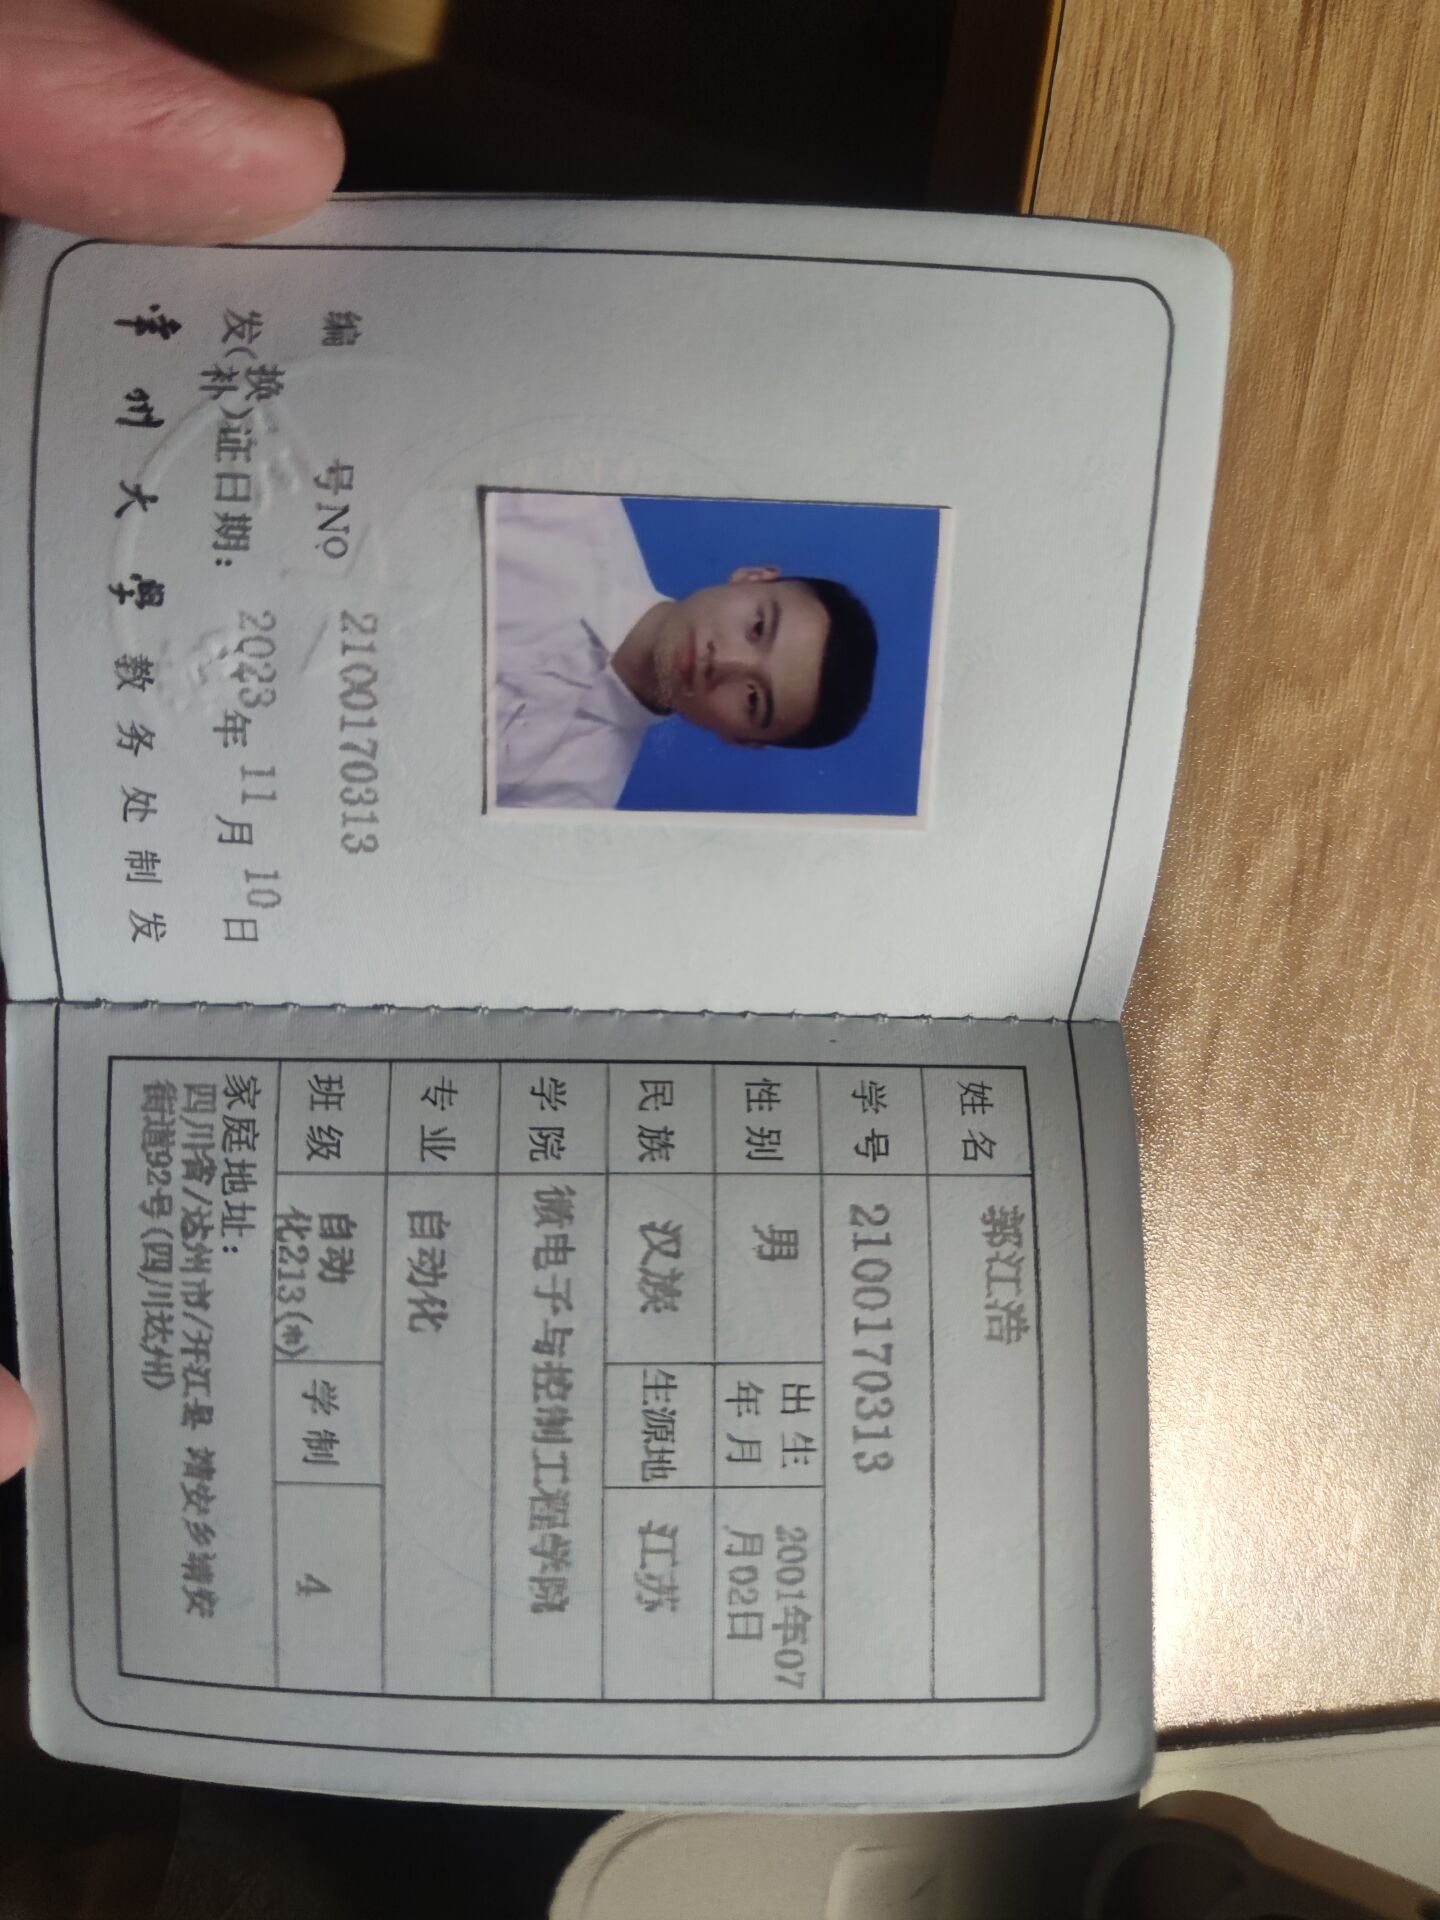 编 号No 2100170313
发(换补)证日期: 2023年11月10日
常州大学教务处制发
姓名 郭江浩
学号 2100170313
性别 男 出生年月 2001年07月02日
民族 汉族 生源地 江苏
学院 微电子与控制工程学院
专业 自动化
班级 自动化213(h) 学制 4
家庭地址:
四川省/达州市/开江县 靖安乡靖安
街道92号(四川达州)